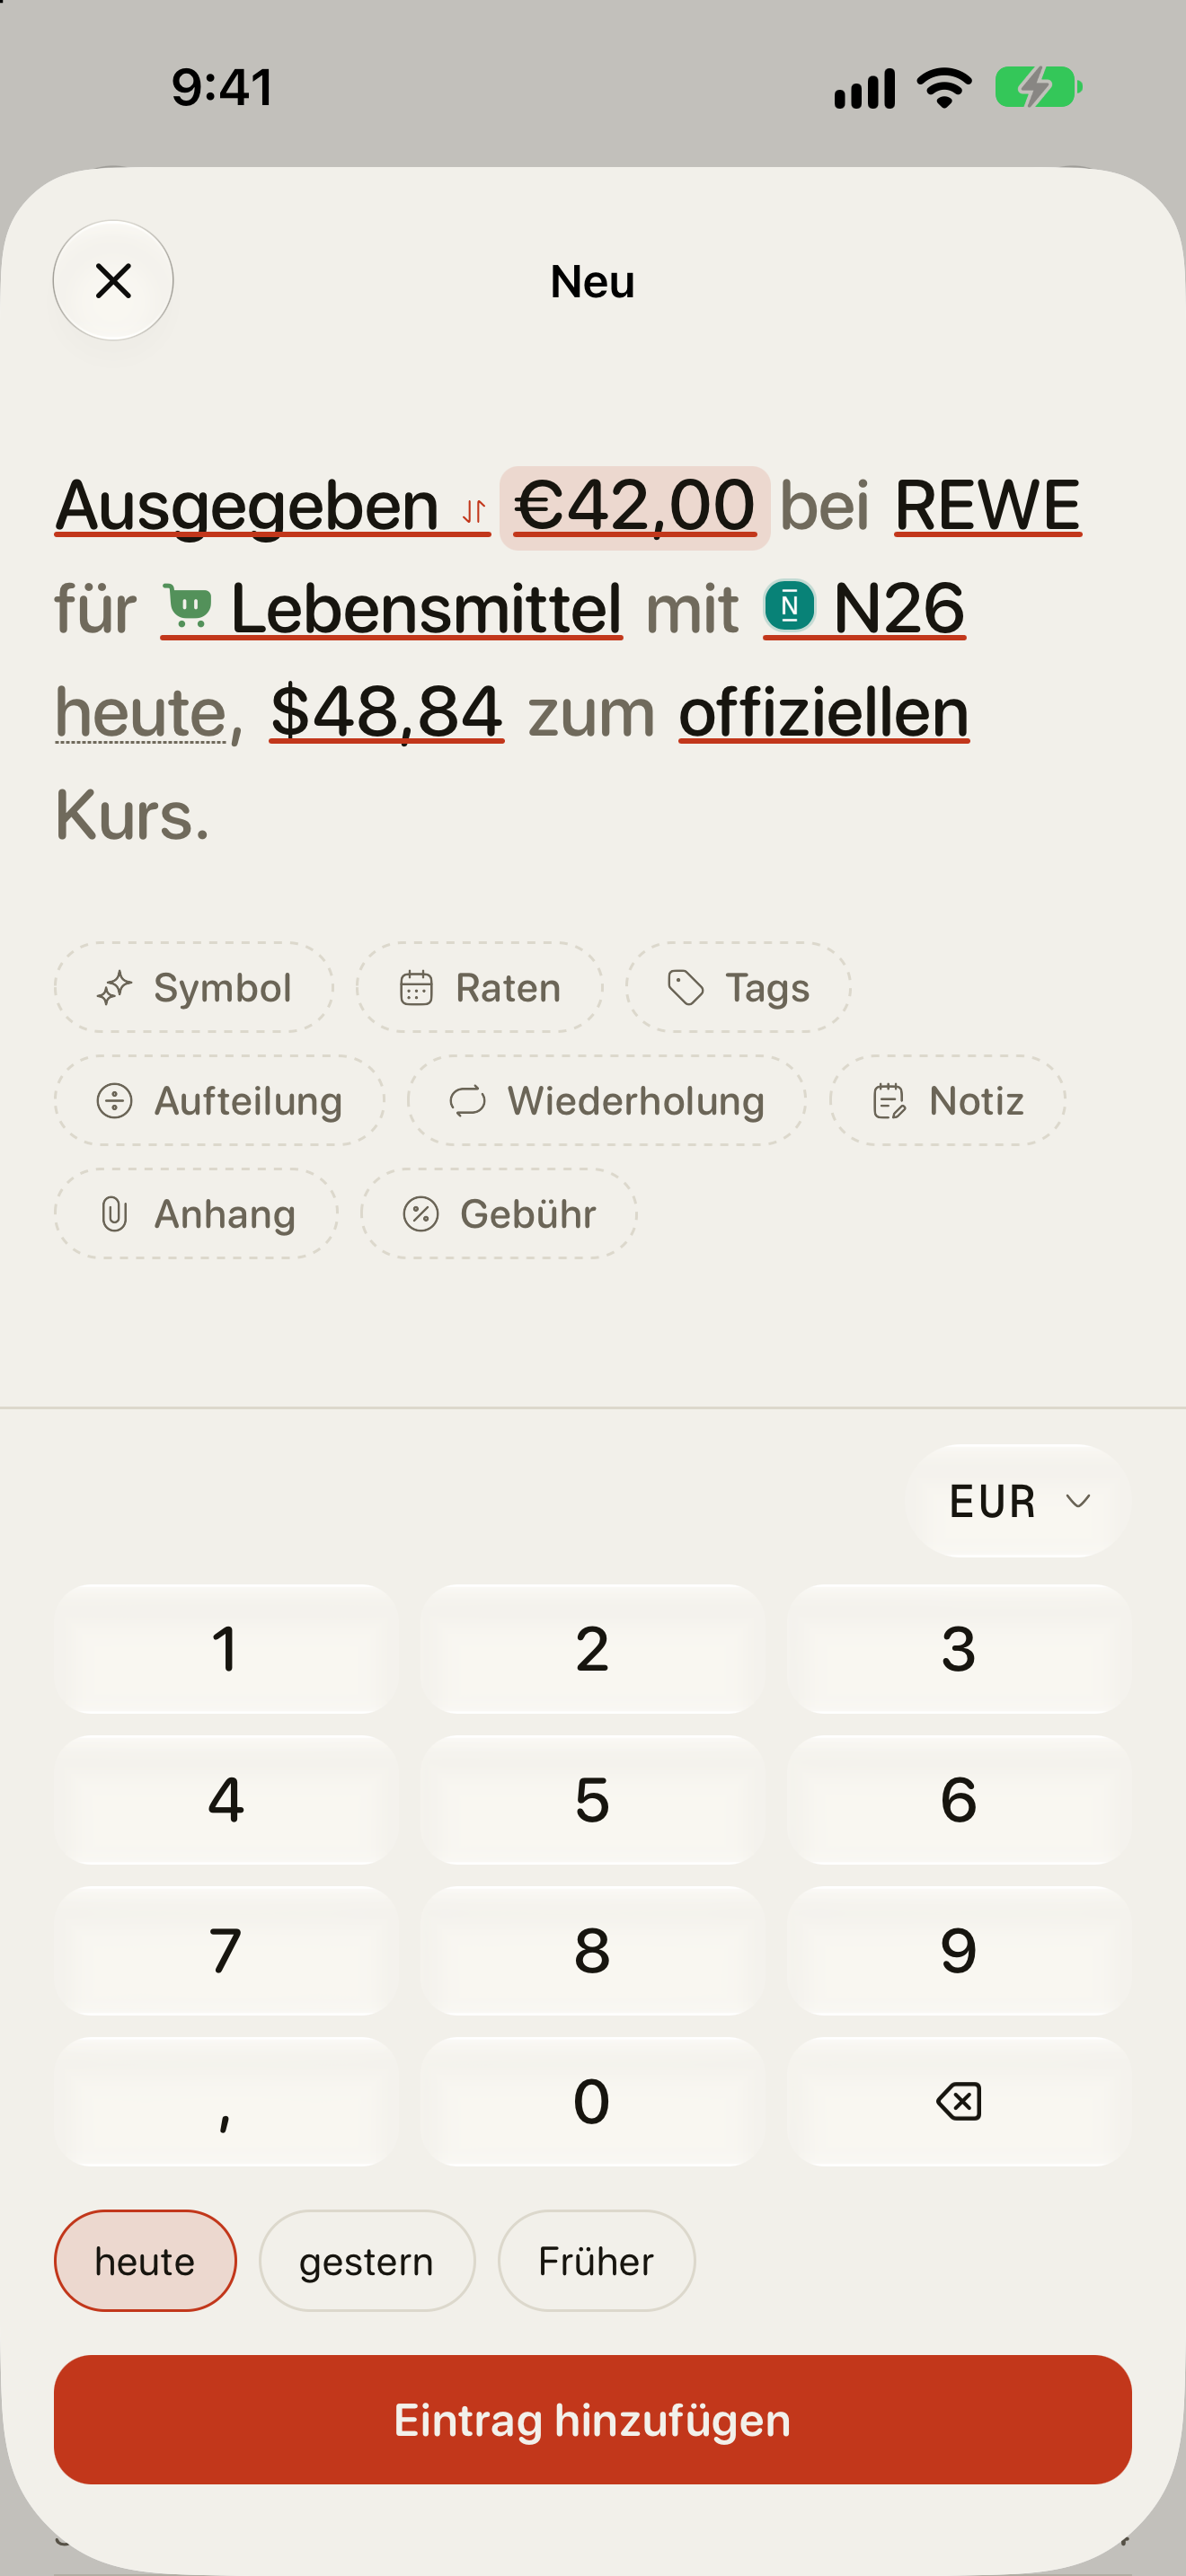 9:41
Neu
Ausgegeben €42,00 bei REWE
für Lebensmittel mit N N26
heute, $48,84 zum offiziellen
Kurs.
Symbol Raten Tags
Aufteilung Wiederholung Notiz
Anhang Gebühr
EUR
1 2 3
4 5 6
7 8 9
, 0
heute gestern Früher
Eintrag hinzufügen